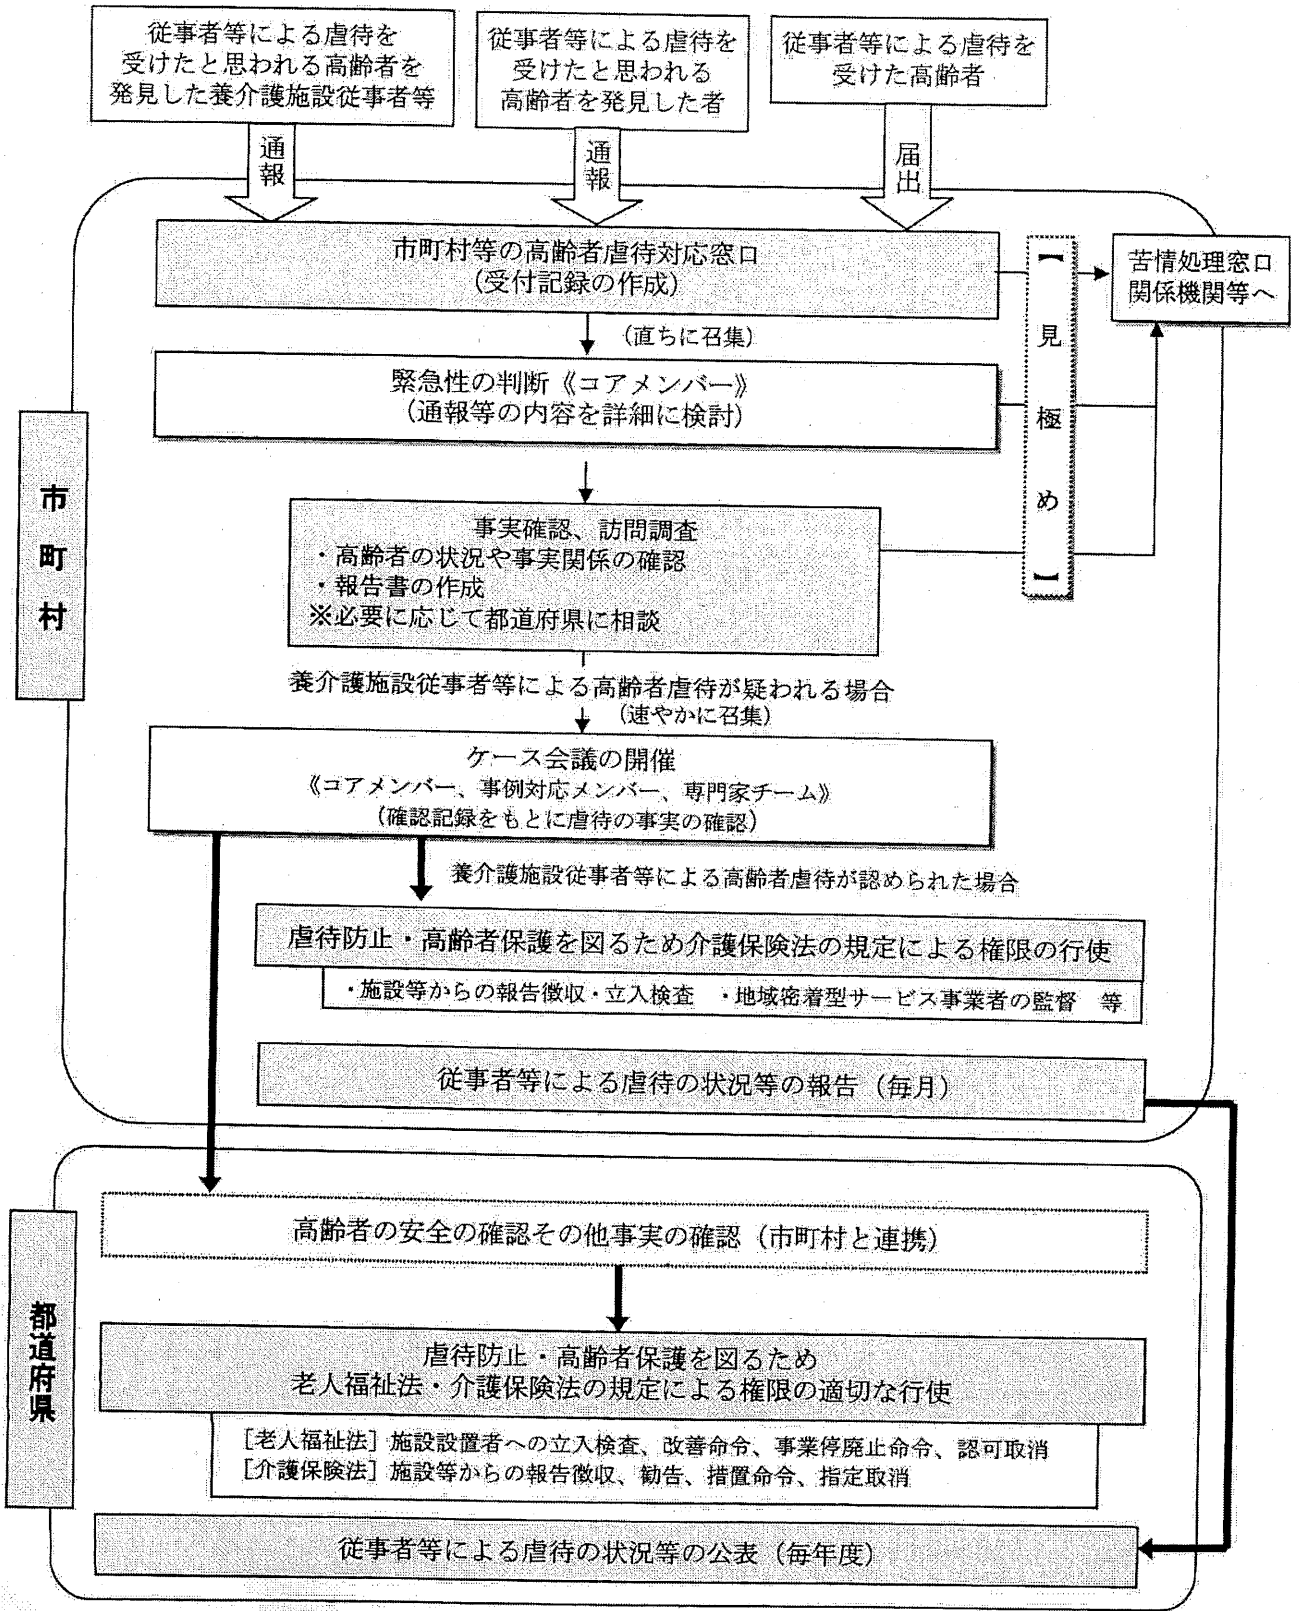 従事者等による虐待を
受けたと思われる高齢者を
発見した養介護施設従事者等
従事者等による虐待を
受けたと思われる
高齢者を発見した者
従事者等による虐待を
受けた高齢者
通報
通報
届出
市町村等の高齢者虐待対応窓口
(受付記録の作成)
苦情処理窓口
関係機関等へ
【見極め】
(直ちに召集)
緊急性の判断《コアメンバー》
(通報等の内容を詳細に検討)
市町村
事実確認、訪問調査
・高齢者の状況や事実関係の確認
・報告書の作成
※必要に応じて都道府県に相談
養介護施設従事者等による高齢者虐待が疑われる場合
(速やかに召集)
ケース会議の開催
《コアメンバー、事例対応メンバー、専門家チーム》
(確認記録をもとに虐待の事実の確認)
養介護施設従事者等による高齢者虐待が認められた場合
虐待防止・高齢者保護を図るため介護保険法の規定による権限の行使
・施設等からの報告徴収・立入検査 ・地域密着型サービス事業者の監督 等
従事者等による虐待の状況等の報告(毎月)
都道府県
高齢者の安全の確認その他事実の確認(市町村と連携)
虐待防止・高齢者保護を図るため
老人福祉法・介護保険法の規定による権限の適切な行使
[老人福祉法]施設設置者への立入検査、改善命令、事業停廃止命令、認可取消
[介護保険法]施設等からの報告徴収、勧告、措置命令、指定取消
従事者等による虐待の状況等の公表(毎年度)